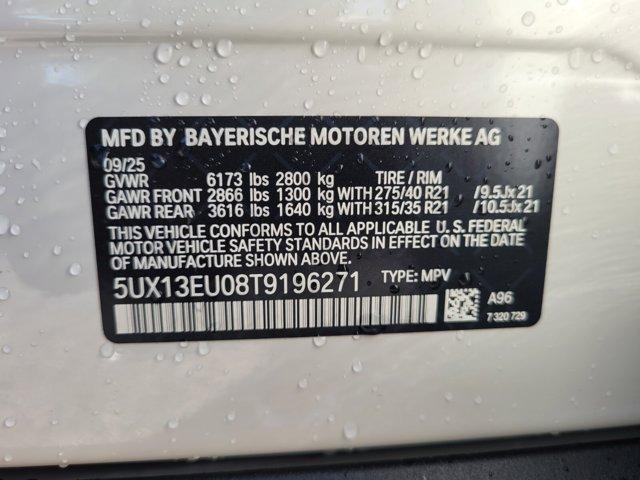 MFD BY BAYERISCHE MOTOREN WERKE AG
09/25
GVWR 6173 lbs 2800 kg TIRE / RIM
GAWR FRONT 2866 lbs 1300 kg WITH 275/40 R21 /9.5Jx21
GAWR REAR 3616 lbs 1640 kg WITH 315/35 R21 /10.5Jx21
THIS VEHICLE CONFORMS TO ALL APPLICABLE U. S. FEDERAL
MOTOR VEHICLE SAFETY STANDARDS IN EFFECT ON THE DATE
OF MANUFACTURE SHOWN ABOVE.
5UX13EU08T9196271 TYPE: MPV
A96
7 320 729